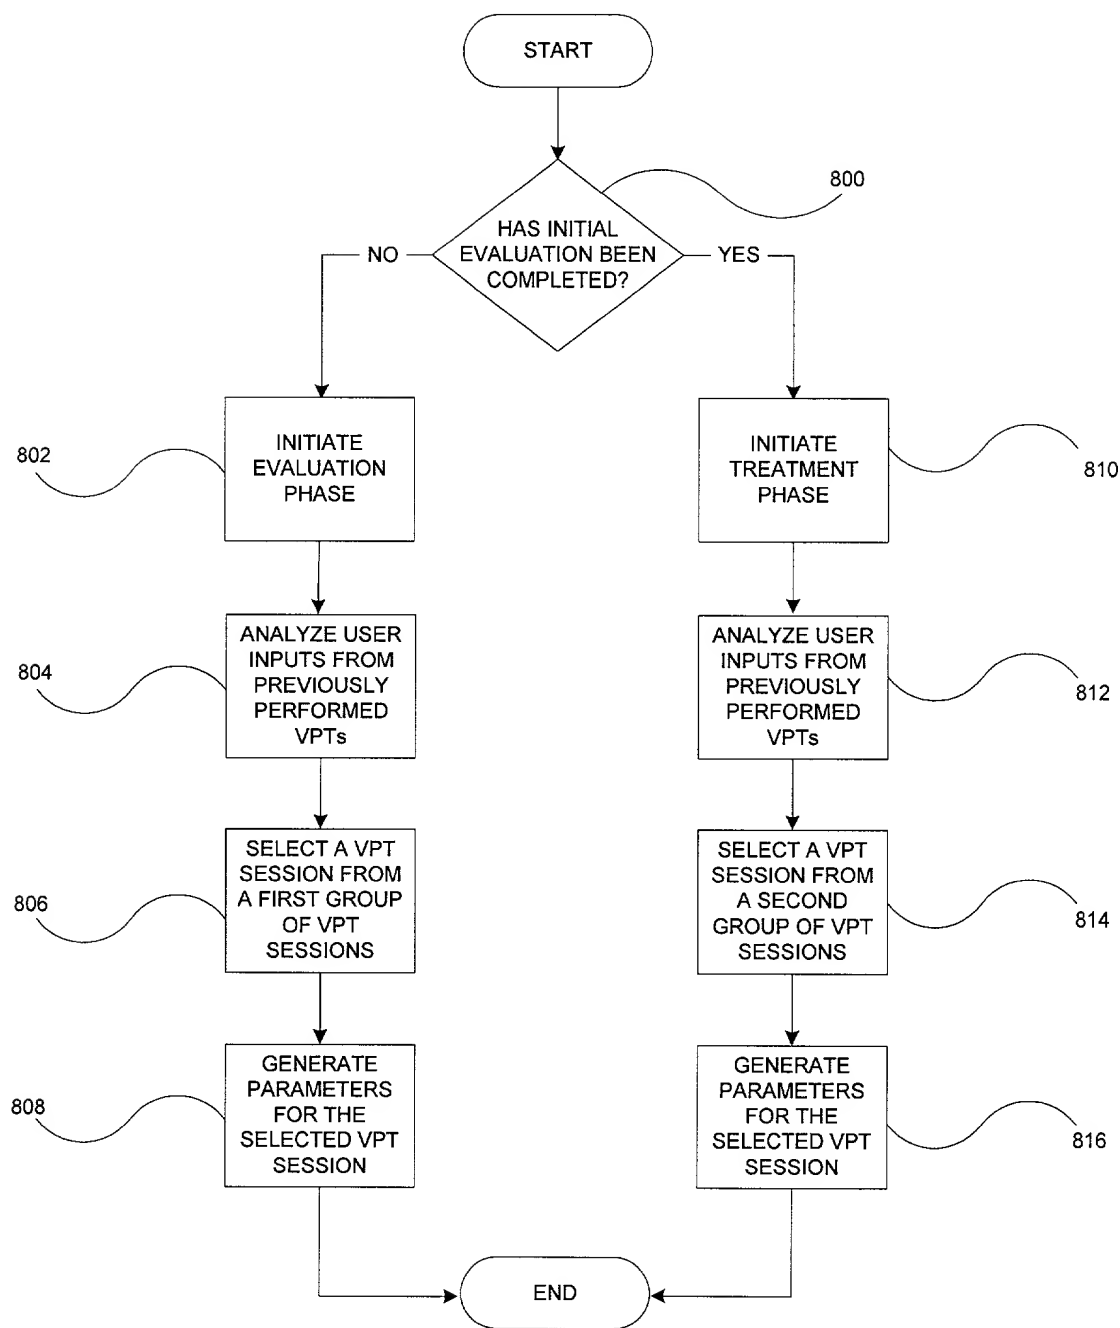 START
800
HAS INITIAL
EVALUATION BEEN
COMPLETED?
NO
YES
802
INITIATE
EVALUATION
PHASE
INITIATE
TREATMENT
PHASE
810
804
ANALYZE USER
INPUTS FROM
PREVIOUSLY
PERFORMED
VPTs
ANALYZE USER
INPUTS FROM
PREVIOUSLY
PERFORMED
VPTs
812
806
SELECT A VPT
SESSION FROM
A FIRST GROUP
OF VPT
SESSIONS
SELECT A VPT
SESSION FROM
A SECOND
GROUP OF VPT
SESSIONS
814
808
GENERATE
PARAMETERS
FOR THE
SELECTED VPT
SESSION
GENERATE
PARAMETERS
FOR THE
SELECTED VPT
SESSION
816
END